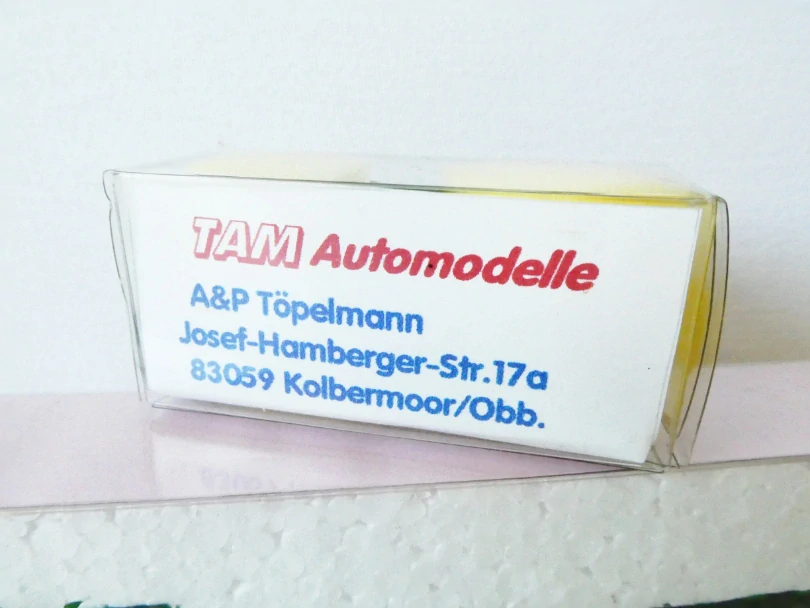 TAM Automodelle
A&P Töpelmann
Josef-Hamberger-Str.17a
83059 Kolbermoor/Obb.